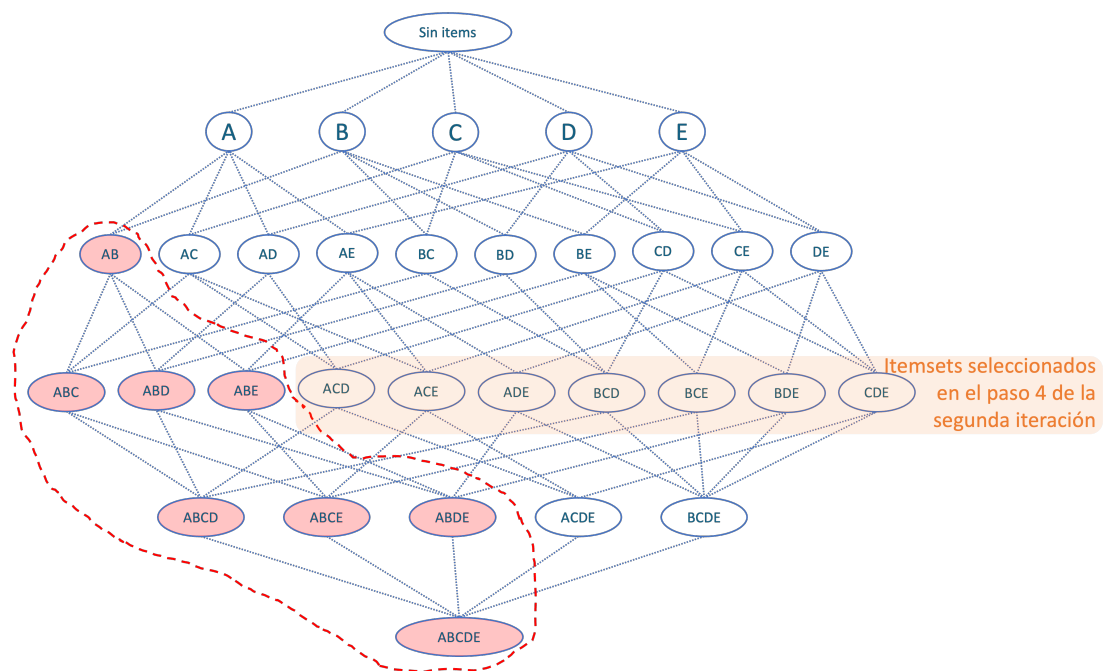 Sin items
A B C D E
AB AC AD AE BC BD BE CD CE DE
Itemsets seleccionados
en el paso 4 de la
segunda iteración
ABC ABD ABE ACD ACE ADE BCD BCE BDE CDE
ABCD ABCE ABDE ACDE BCDE
ABCDE